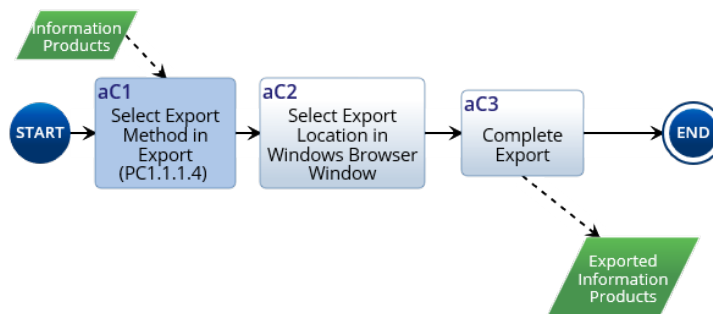 Information
Products
START
aC1
Select Export
Method in
Export
(PC1.1.1.4)
aC2
Select Export
Location in
Windows Browser
Window
aC3
Complete
Export
END
Exported
Information
Products